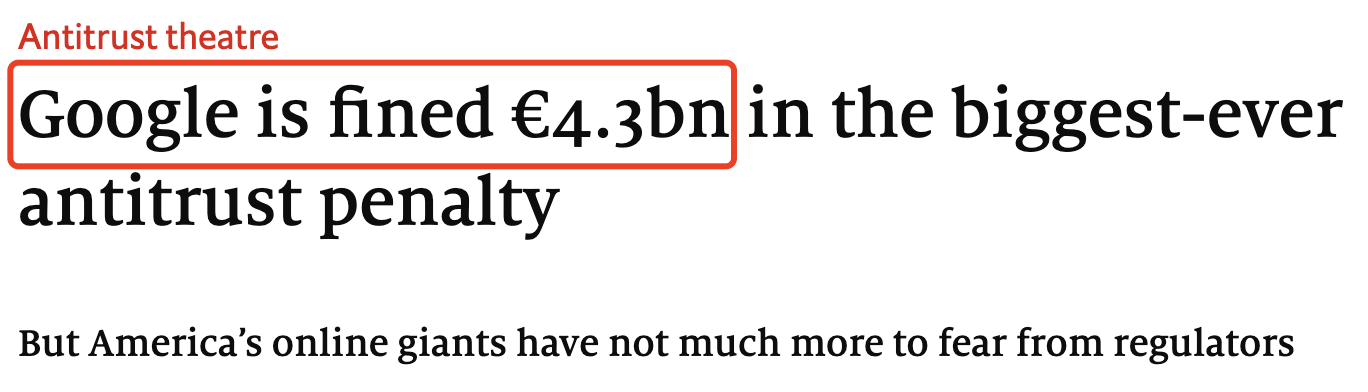 Antitrust theatre
Google is fined €4.3bn in the biggest-ever
antitrust penalty
But America’s online giants have not much more to fear from regulators